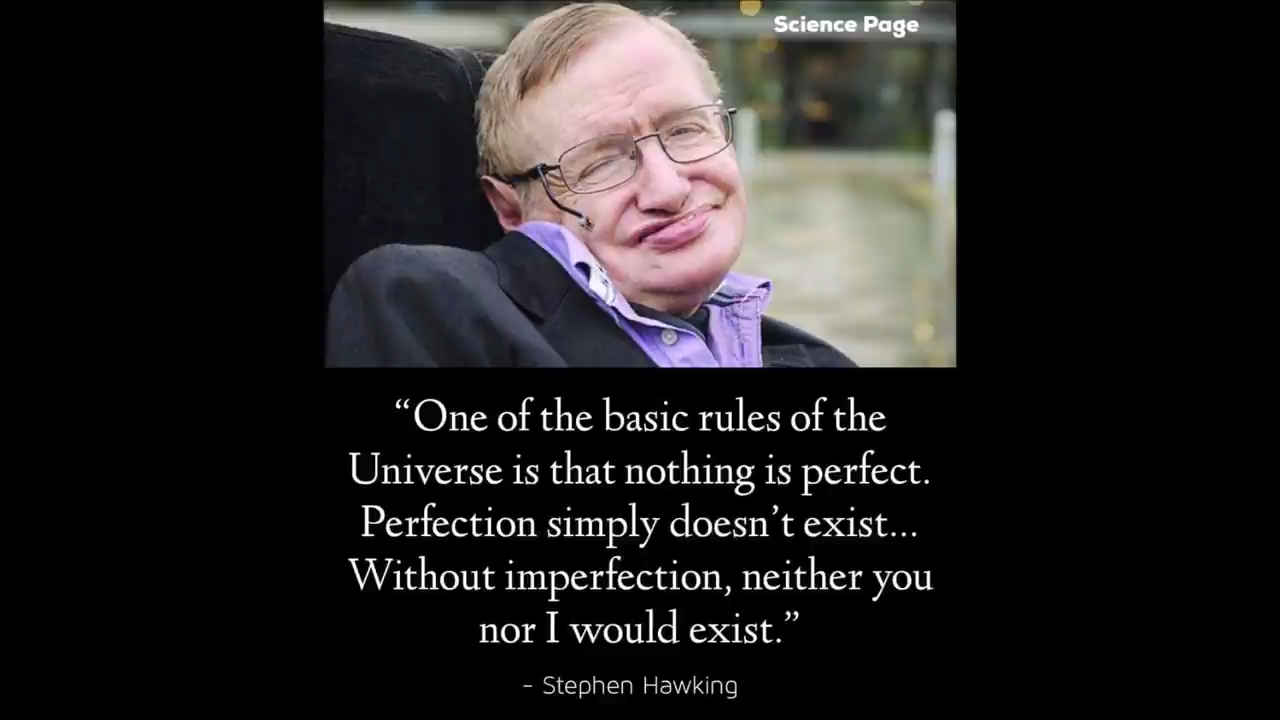 Science Page
“One of the basic rules of the
Universe is that nothing is perfect.
Perfection simply doesn’t exist...
Without imperfection, neither you
nor I would exist.”
- Stephen Hawking